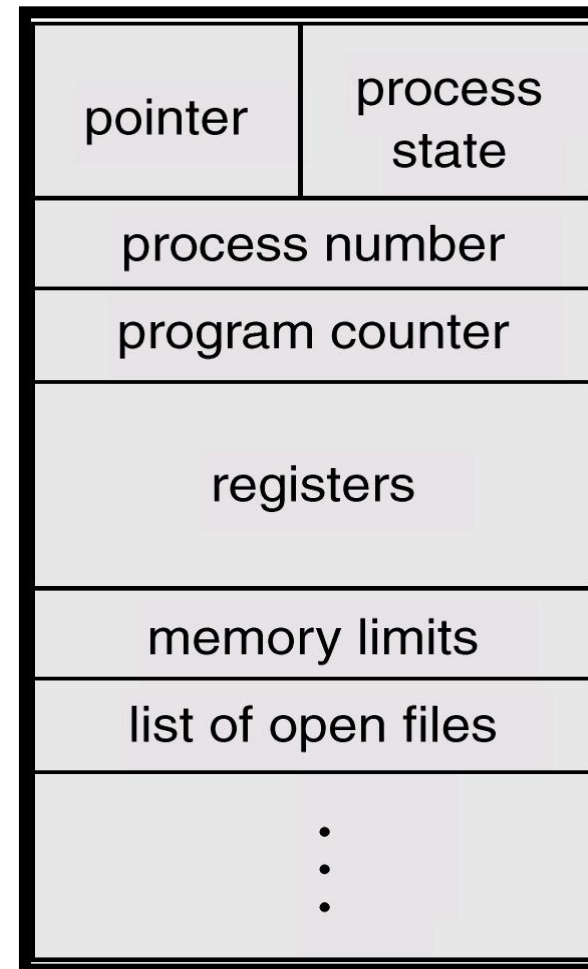 pointer
process
state
process number
program counter
registers
memory limits
list of open files
.
.
.